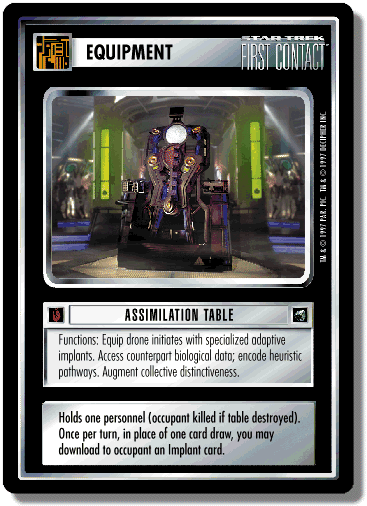 EQUIPMENT
STAR TREK
FIRST CONTACT
TM & © 1997 PAR. PIC. TM & © 1997 DECIPHER INC.
ASSIMILATION TABLE
Functions: Equip drone initiates with specialized adaptive
implants. Access counterpart biological data; encode heuristic
pathways. Augment collective distinctiveness.
Holds one personnel (occupant killed if table destroyed).
Once per turn, in place of one card draw, you may
download to occupant an Implant card.